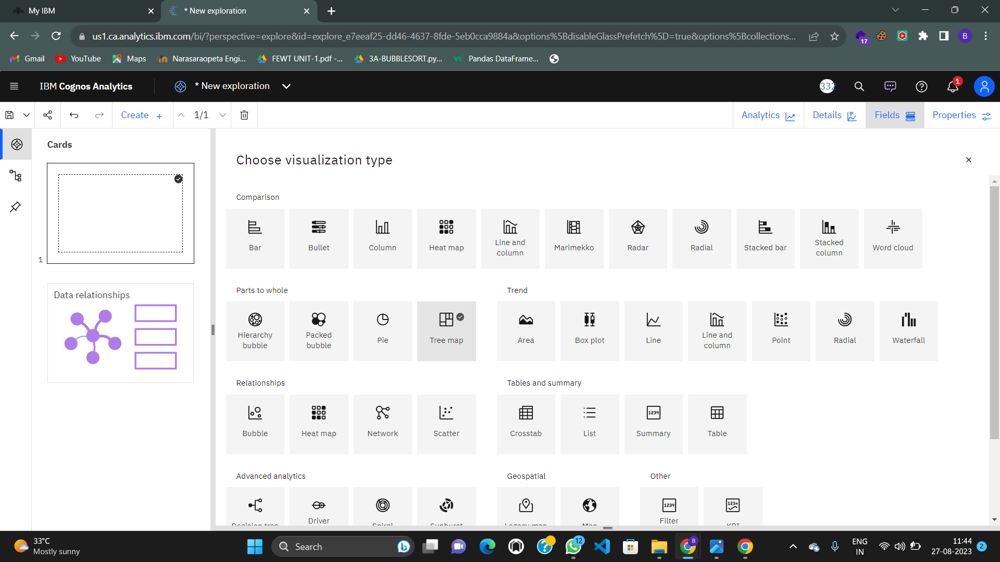 My IBM
* New exploration
us1.ca.analytics.ibm.com/bi/?perspective=explore&id=explore_e7eeaf25-dd46-4637-8fde-5eb0cca9884a&options%5BdisableGlassPrefetch%5D=true&options%5Bcollections...
17
B
Gmail
YouTube
Maps
Narasaraopeta Engi...
FEWT UNIT-1.pdf -...
3A-BUBBLESORT.py...
Pandas DataFrame...
IBM Cognos Analytics
* New exploration
332
1
Create
1/1
Analytics
Details
Fields
Properties
Cards
1
Data relationships
Choose visualization type
Comparison
Bar
Bullet
Column
Heat map
Line and
column
Marimekko
Radar
Radial
Stacked bar
Stacked
column
Word cloud
Parts to whole
Trend
Hierarchy
bubble
Packed
bubble
Pie
Tree map
Area
Box plot
Line
Line and
column
Point
Radial
Waterfall
Relationships
Tables and summary
Bubble
Heat map
Network
Scatter
Crosstab
List
1234
Summary
Table
Advanced analytics
Geospatial
Other
Decision tree
Driver
Spiral
Sunburst
Legacy map
Map
1234
Filter
123
KPI
33°C
Mostly sunny
Search
12
B
ENG
IN
11:44
27-08-2023
2